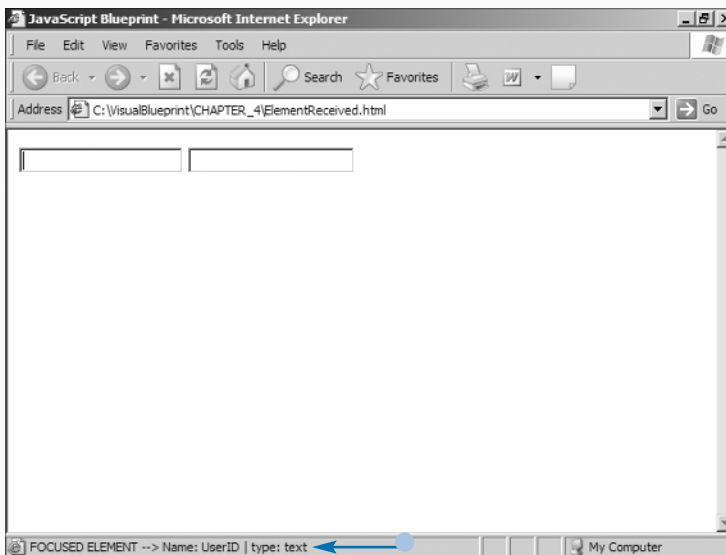 JavaScript Blueprint - Microsoft Internet Explorer
File Edit View Favorites Tools Help
Back Search Favorites W
Address C:\VisualBlueprint\CHAPTER_4\ElementReceived.html Go
FOCUSED ELEMENT --> Name: UserID | type: text My Computer